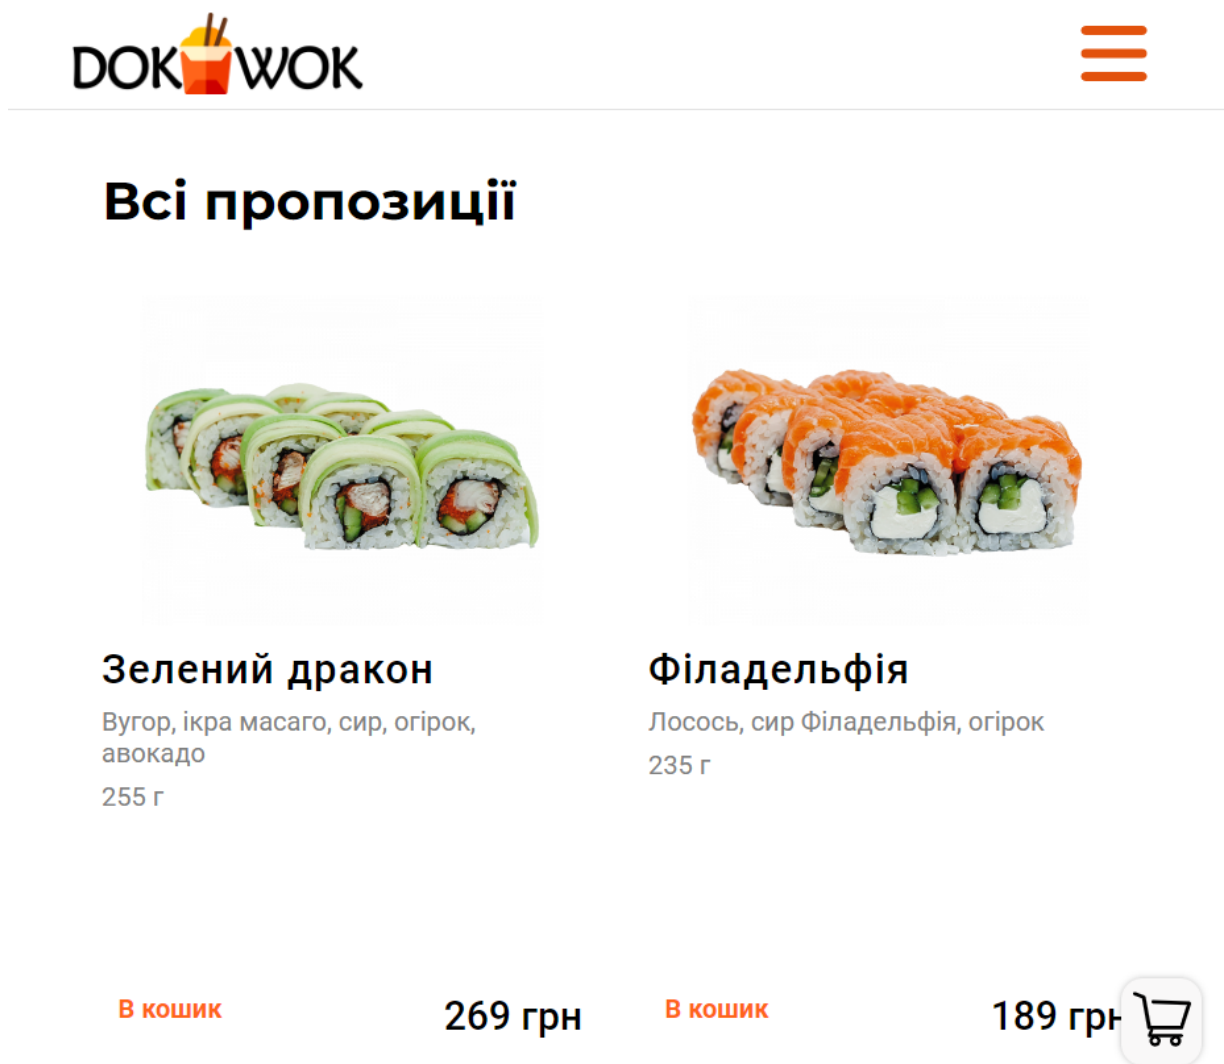 DOK WOK
Всі пропозиції
Зелений дракон
Вугор, ікра масаго, сир, огірок,
авокадо
255 г
В кошик
269 грн
Філадельфія
Лосось, сир Філадельфія, огірок
235 г
В кошик
189 грн